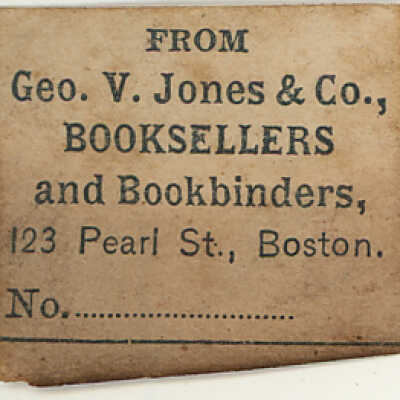 FROM
Geo. V. Jones & Co.,
BOOKSELLERS
and Bookbinders,
123 Pearl St., Boston.
No...........................